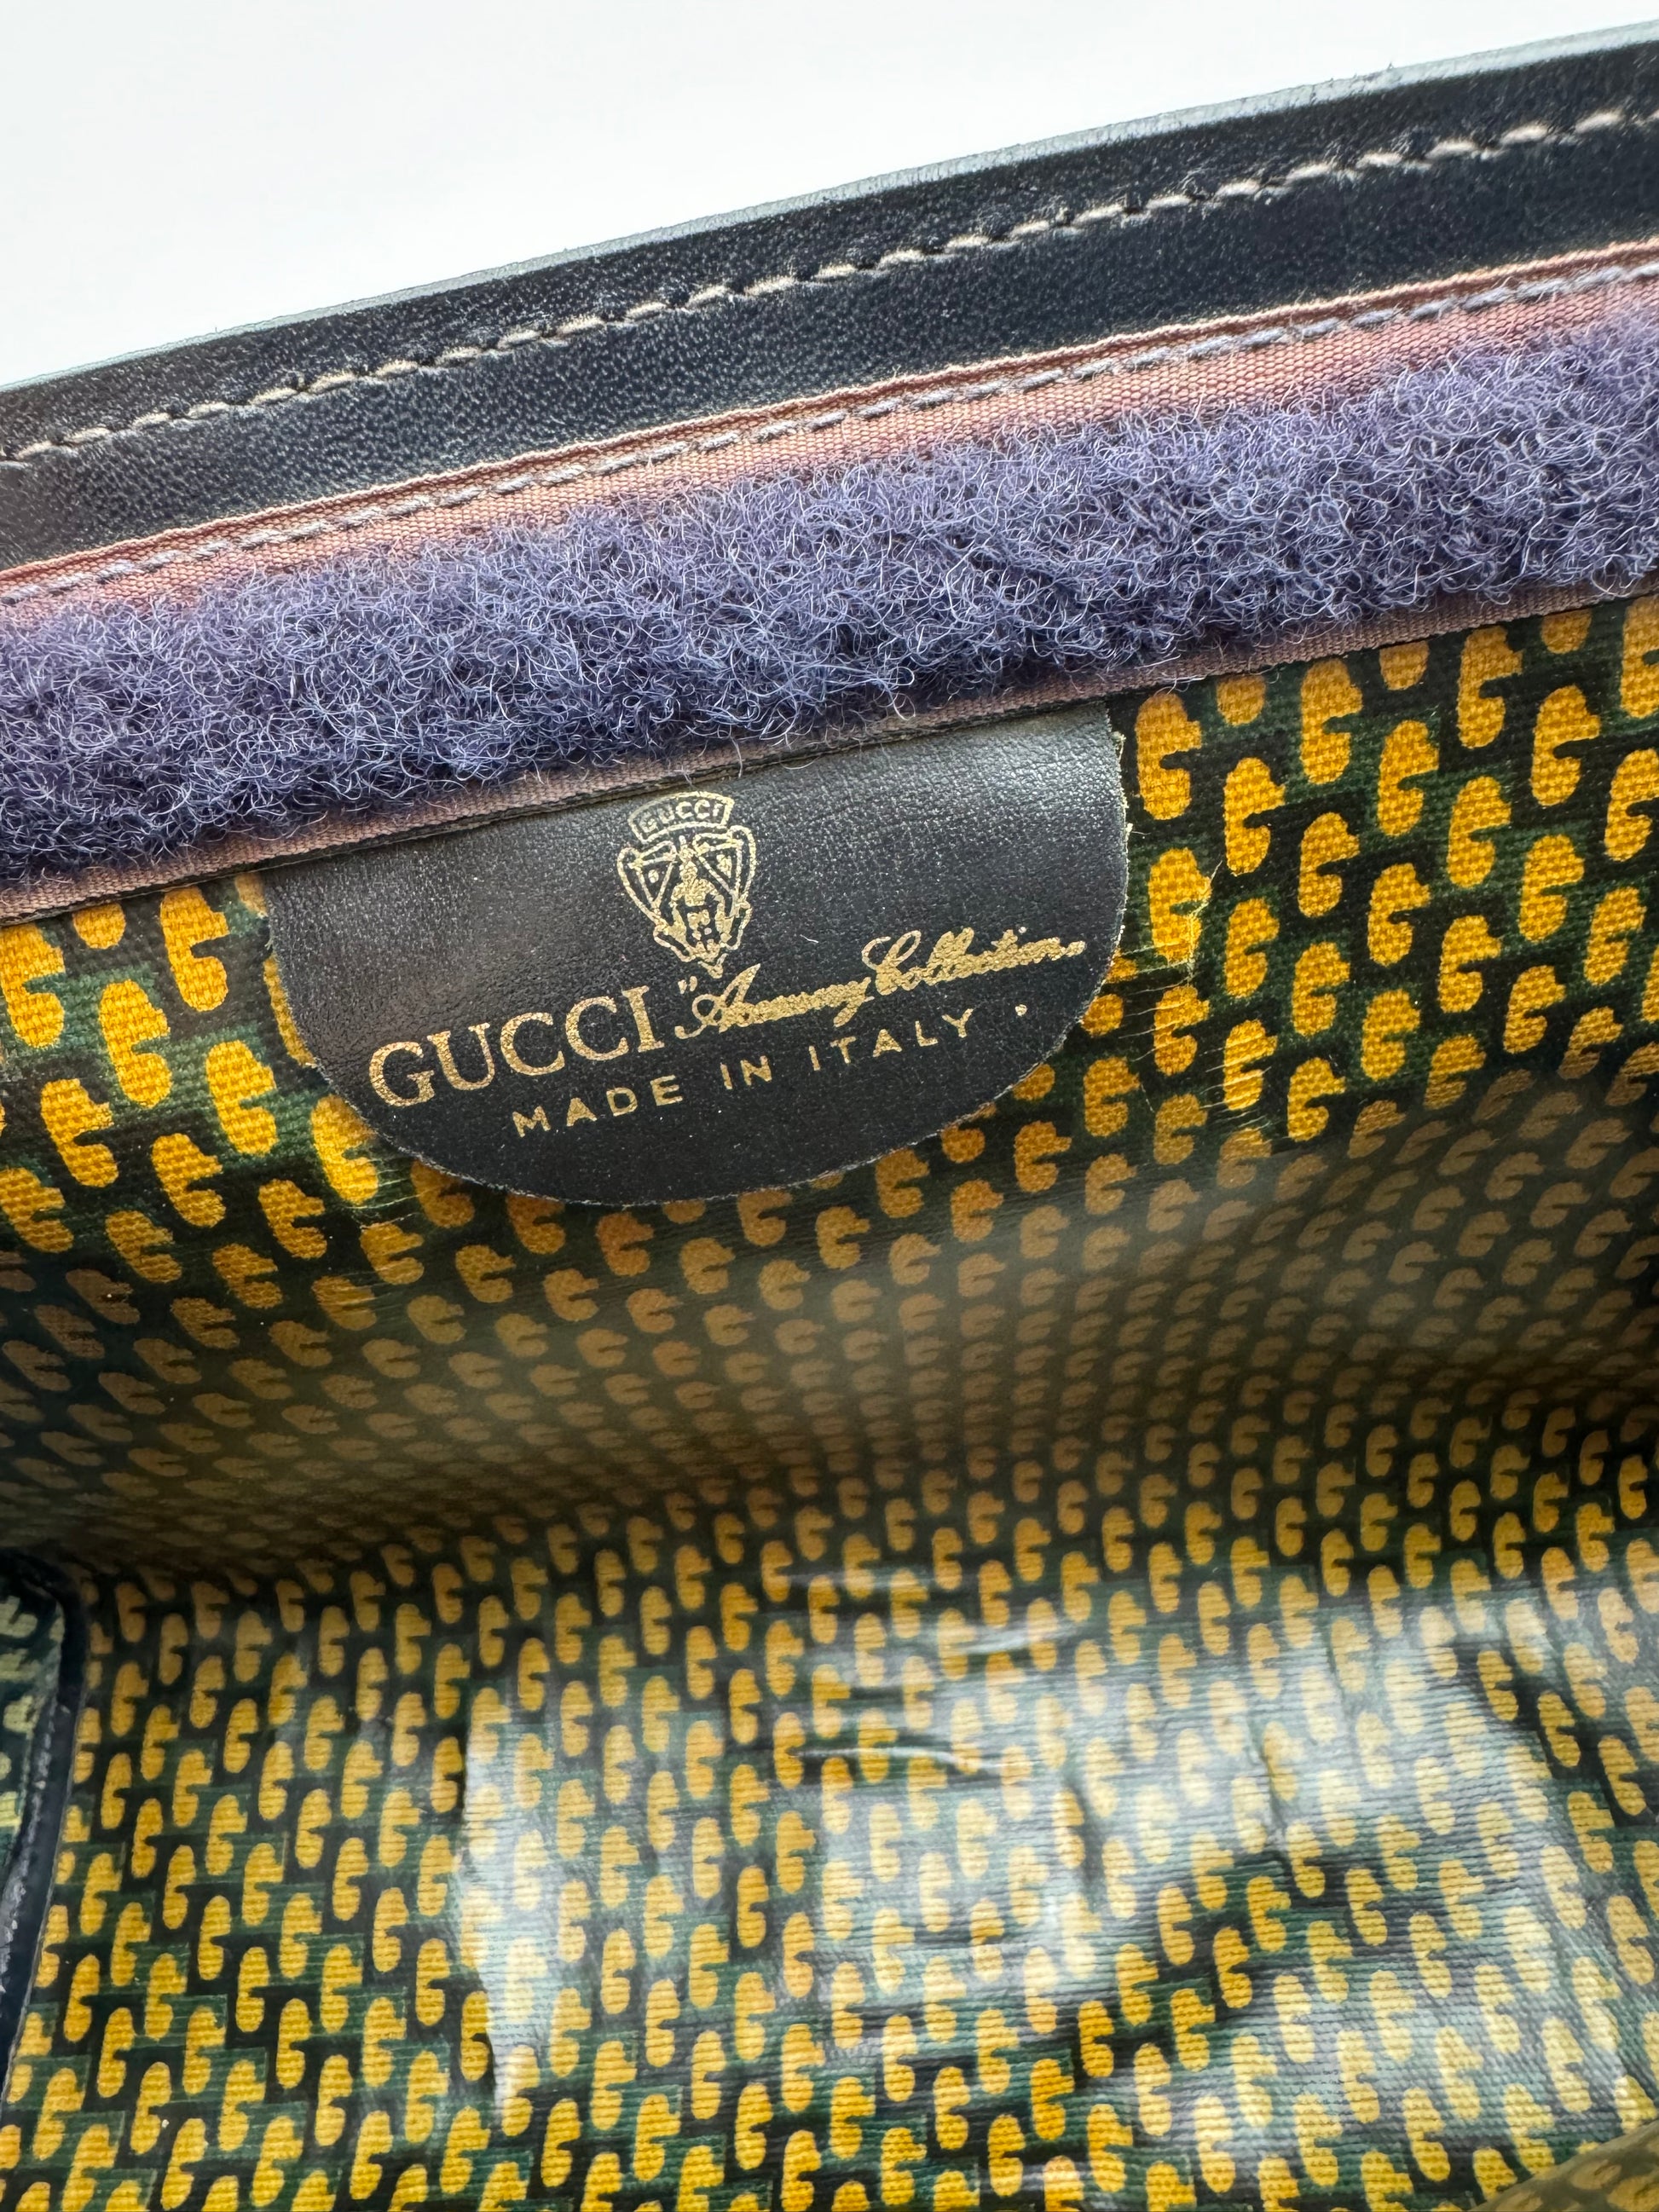 GUCCI
GUCCI "Accessory Collection"
MADE IN ITALY .